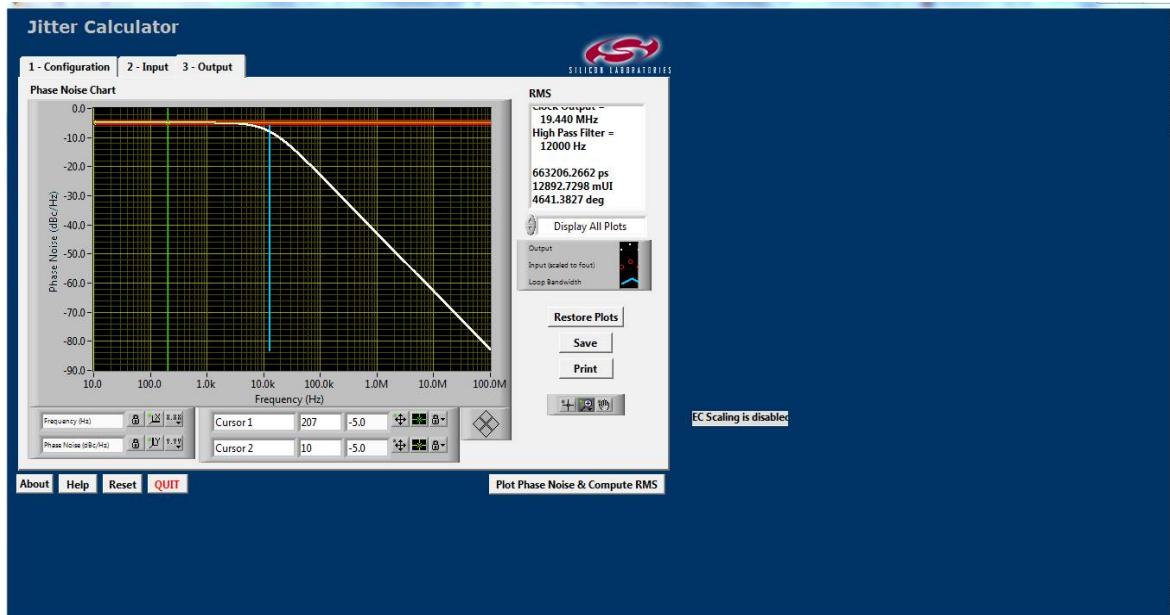 Jitter Calculator
1 - Configuration
2 - Input
3 - Output
SILICON LABORATORIES
Phase Noise Chart
Phase Noise (dBc/Hz)
0.0
-10.0
-20.0
-30.0
-40.0
-50.0
-60.0
-70.0
-80.0
-90.0
10.0 100.0 1.0k 10.0k 100.0k 1.0M 10.0M 100.0M
Frequency (Hz)
RMS
Clock Output =
19.440 MHz
High Pass Filter =
12000 Hz
663206.2662 ps
12892.7298 mUI
4641.3827 deg
Display All Plots
Output
Input (scaled to fout)
Loop Bandwidth
Restore Plots
Save
Print
Frequency (Hz)
Phase Noise (dBc/Hz)
Cursor 1 207 -5.0
Cursor 2 10 -5.0
EC Scaling is disabled
About
Help
Reset
QUIT
Plot Phase Noise & Compute RMS